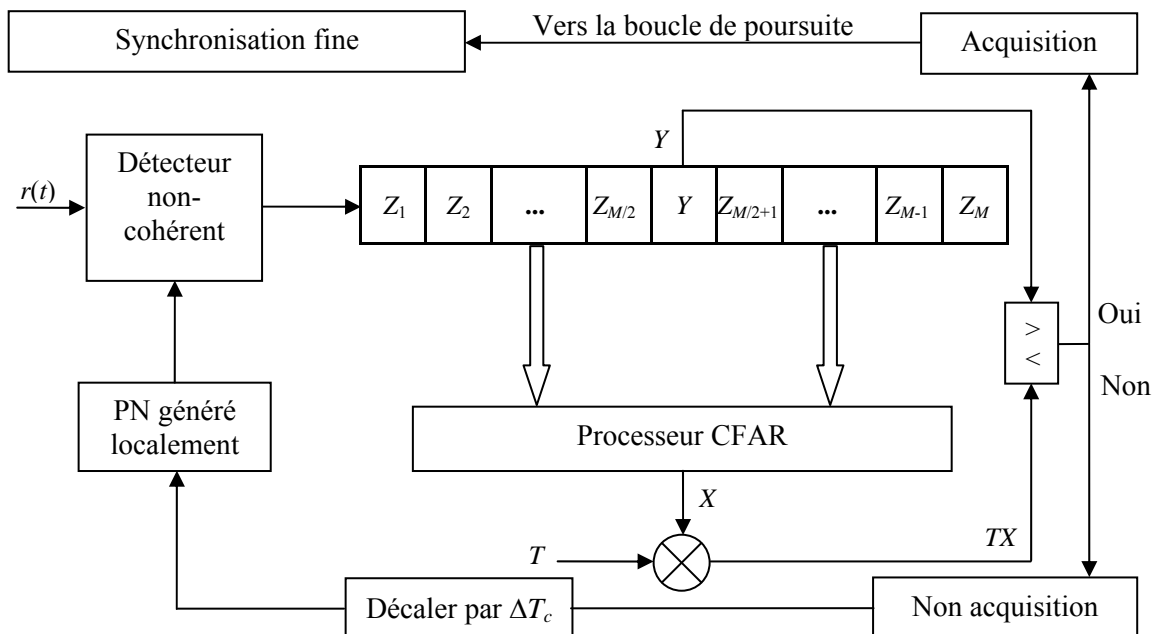 Synchronisation fine
Vers la boucle de poursuite
Acquisition
Y
r(t)
Détecteur
non-
cohérent
Z1 Z2 ... ZM/2 Y ZM/2+1 ... ZM-1 ZM
>
<
Oui
Non
PN généré
localement
Processeur CFAR
X
T
TX
Décaler par ΔTc
Non acquisition